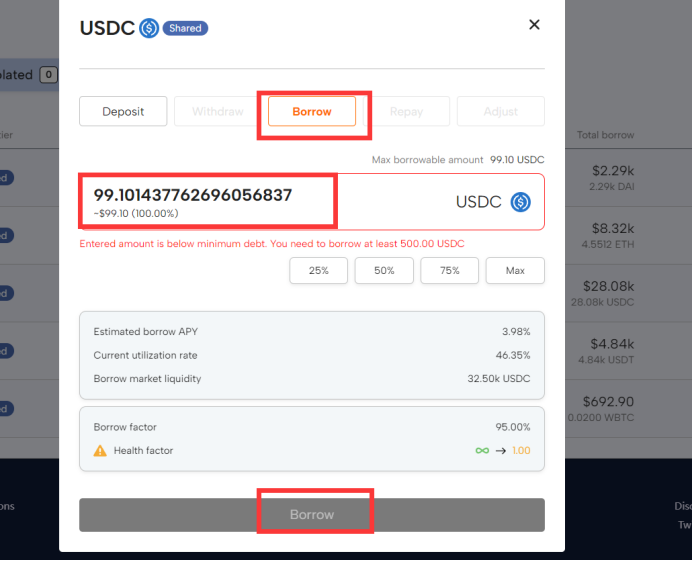 USDC Shared
olated 0
Deposit Withdraw Borrow Repay Adjust
tier Total borrow
Max borrowable amount 99.10 USDC
$2.29k
2.29k DAI
99.101437762696056837 USDC
~$99.10 (100.00%)
$8.32k
4.5512 ETH
Entered amount is below minimum debt. You need to borrow at least 500.00 USDC
25% 50% 75% Max
$28.08k
28.08k USDC
Estimated borrow APY 3.98%
Current utilization rate 46.35%
Borrow market liquidity 32.50k USDC
$4.84k
4.84k USDT
$692.90
0.0200 WBTC
Borrow factor 95.00%
Health factor ∞ → 1.00
ons
Borrow
Disc
Tw